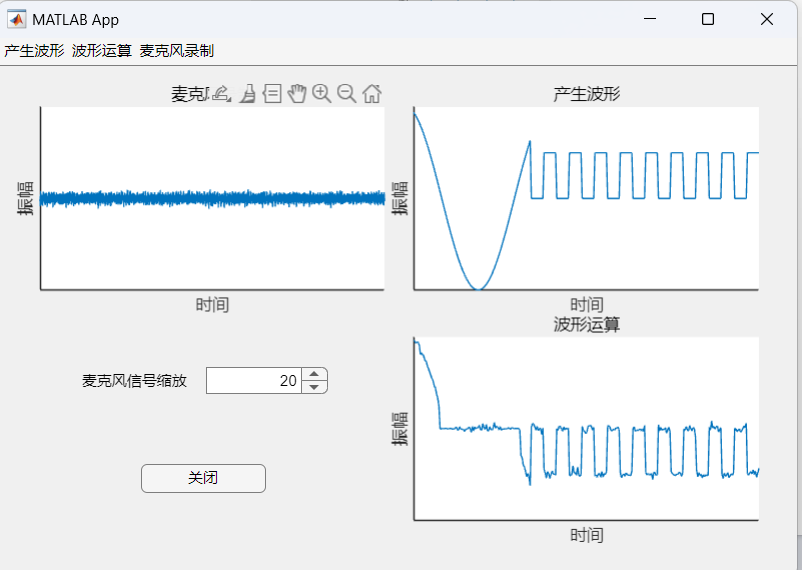 MATLAB App
产生波形 波形运算 麦克风录制
麦克
产生波形
振幅
时间
振幅
时间
波形运算
振幅
时间
麦克风信号缩放 20
关闭